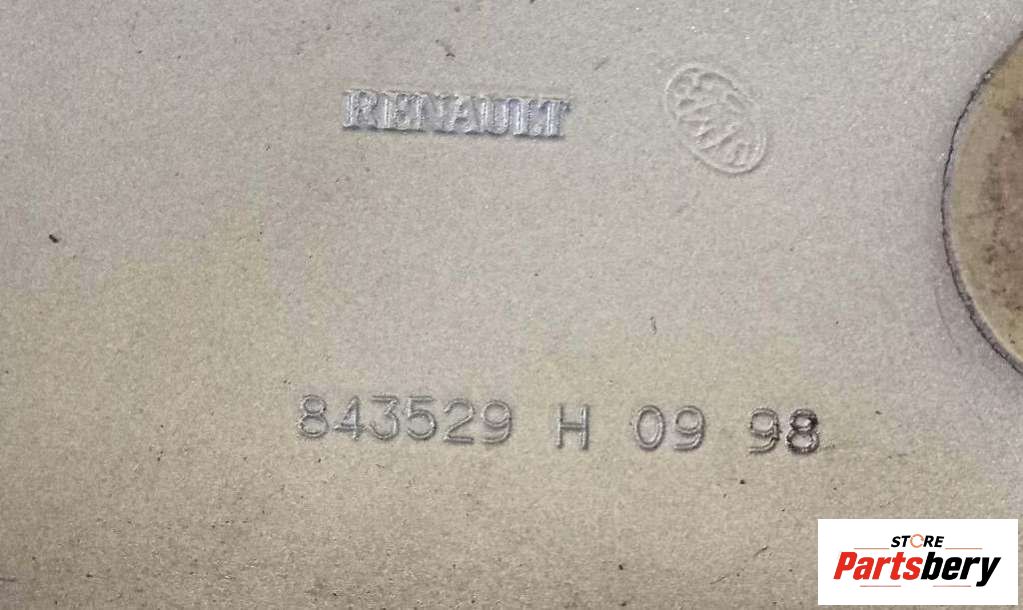 RENAULT
843529 H 09 98
STORE
Partsbery